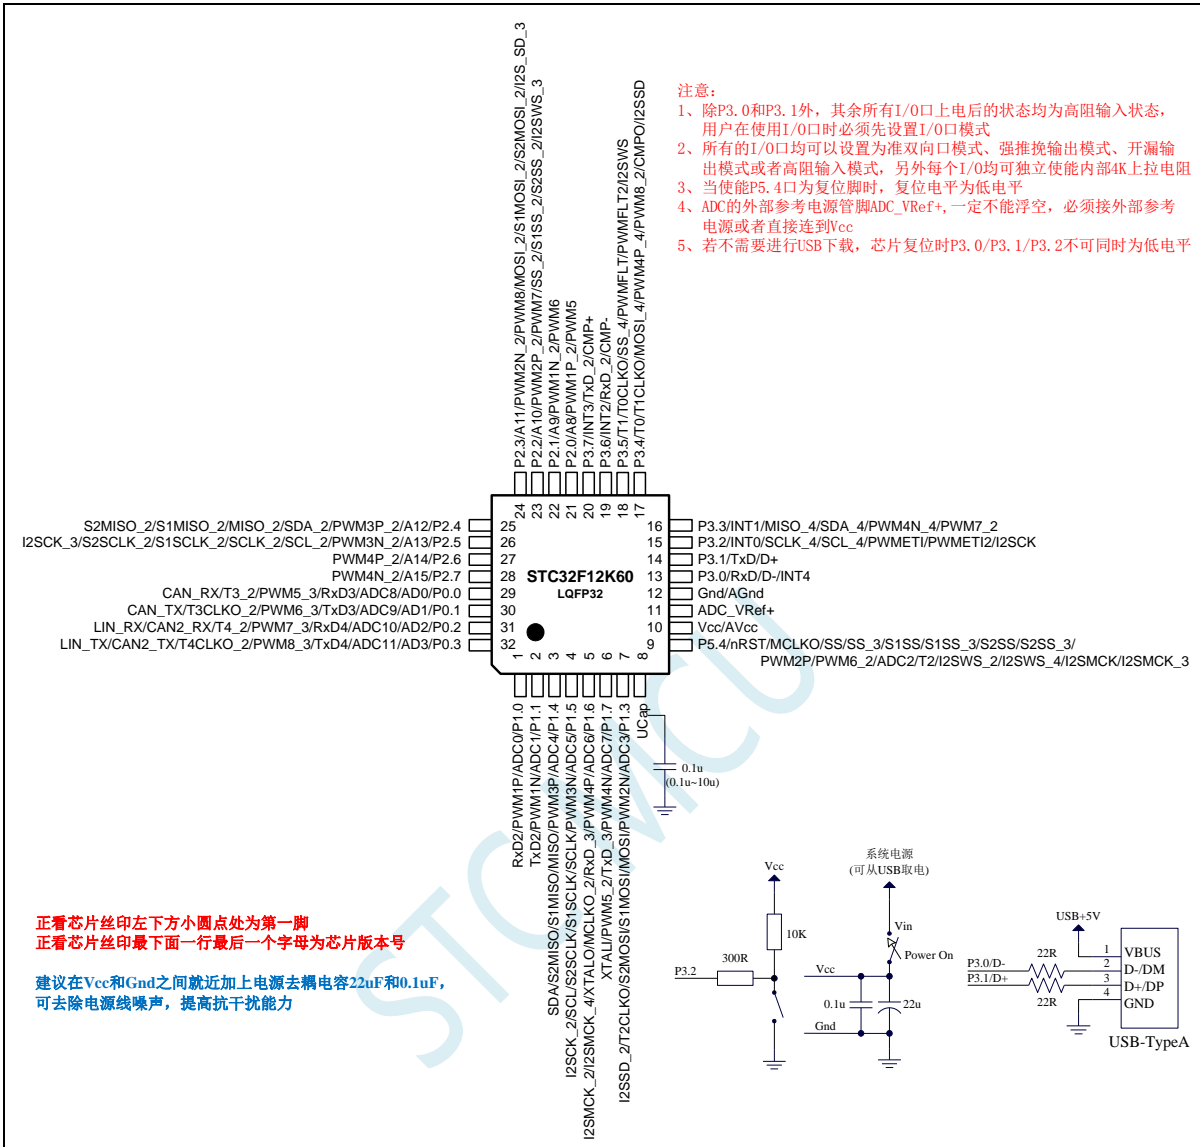 注意：
1、除P3.0和P3.1外，其余所有I/O口上电后的状态均为高阻输入状态，
用户在使用I/O口时必须先设置I/O口模式
2、所有的I/O口均可以设置为准双向口模式、强推挽输出模式、开漏输
出模式或者高阻输入模式，另外每个I/O均可独立使能内部4K上拉电阻
3、当使能P5.4口为复位脚时，复位电平为低电平
4、ADC的外部参考电源管脚ADC_VRef+,一定不能浮空，必须接外部参考
电源或者直接连到Vcc
5、若不需要进行USB下载，芯片复位时P3.0/P3.1/P3.2不可同时为低电平
P2.3/A11/PWM2N_2/PWM8/MOSI_2/S1MOSI_2/S2MOSI_2/I2S_SD_3
P2.2/A10/PWM2P_2/PWM7/SS_2/S1SS_2/S2SS_2/I2SWS_3
P2.1/A9/PWM1N_2/PWM6
P2.0/A8/PWM1P_2/PWM5
P3.7/INT3/TxD_2/CMP+
P3.6/INT2/RxD_2/CMP-
P3.5/T1/T0CLKO/SS_4/PWMFLT/PWMFLT2/I2SWS
P3.4/T0/T1CLKO/MOSI_4/PWM4P_4/PWM8_2/CMPO/I2SSD
24 23 22 21 20 19 18 17
S2MISO_2/S1MISO_2/MISO_2/SDA_2/PWM3P_2/A12/P2.4 25
I2SCK_3/S2SCLK_2/S1SCLK_2/SCLK_2/SCL_2/PWM3N_2/A13/P2.5 26
PWM4P_2/A14/P2.6 27
PWM4N_2/A15/P2.7 28
CAN_RX/T3_2/PWM5_3/RxD3/ADC8/AD0/P0.0 29
CAN_TX/T3CLKO_2/PWM6_3/TxD3/ADC9/AD1/P0.1 30
LIN_RX/CAN2_RX/T4_2/PWM7_3/RxD4/ADC10/AD2/P0.2 31
LIN_TX/CAN2_TX/T4CLKO_2/PWM8_3/TxD4/ADC11/AD3/P0.3 32
STC32F12K60
LQFP32
16 P3.3/INT1/MISO_4/SDA_4/PWM4N_4/PWM7_2
15 P3.2/INT0/SCLK_4/SCL_4/PWMETI/PWMETI2/I2SCK
14 P3.1/TxD/D+
13 P3.0/RxD/D-/INT4
12 Gnd/AGnd
11 ADC_VRef+
10 Vcc/AVcc
9 P5.4/nRST/MCLKO/SS/SS_3/S1SS/S1SS_3/S2SS/S2SS_3/
PWM2P/PWM6_2/ADC2/T2/I2SWS_2/I2SWS_4/I2SMCK/I2SMCK_3
1 2 3 4 5 6 7 8
RxD2/PWM1P/ADC0/P1.0
TxD2/PWM1N/ADC1/P1.1
SDA/S2MISO/S1MISO/MISO/PWM3P/ADC4/P1.4
I2SCK_2/SCL/S2SCLK/S1SCLK/SCLK/PWM3N/ADC5/P1.5
I2SMCK_2/I2SMCK_4/XTALO/MCLKO_2/RxD_3/PWM4P/ADC6/P1.6
XTALI/PWM5_2/TxD_3/PWM4N/ADC7/P1.7
I2SSD_2/T2CLKO/S2MOSI/S1MOSI/MOSI/PWM2N/ADC3/P1.3
UCap
0.1u
(0.1u~10u)
STCMCU
正看芯片丝印左下方小圆点处为第一脚
正看芯片丝印最下面一行最后一个字母为芯片版本号
建议在Vcc和Gnd之间就近加上电源去耦电容22uF和0.1uF，
可去除电源线噪声，提高抗干扰能力
Vcc
10K
300R
P3.2
系统电源
(可从USB取电)
Vin
Power On
Vcc
0.1u
22u
Gnd
USB+5V
P3.0/D-
22R
P3.1/D+
22R
1 VBUS
2 D-/DM
3 D+/DP
4 GND
USB-TypeA